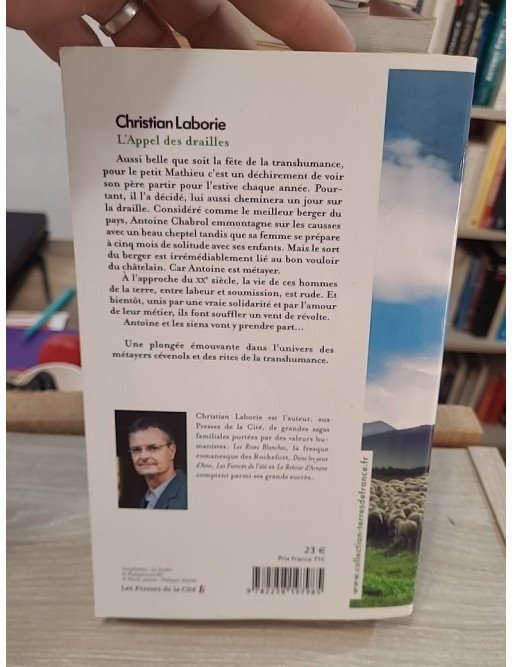 Christian Laborie
L'Appel des drailles
Aussi belle que soit la fête de la transhumance,
pour le petit Mathieu c'est un déchirement de voir
son père partir pour l'estive chaque année. Pour-
tant, il l'a décidé, lui aussi cheminera un jour sur
la draille. Considéré comme le meilleur berger du
pays, Antoine Chabrol emmontagne sur les causses
avec un beau cheptel tandis que sa femme se prépare
à cinq mois de solitude avec ses enfants. Mais le sort
du berger est irrémédiablement lié au bon vouloir
du châtelain. Car Antoine est métayer.
A l'approche du XXe siècle, la vie de ces hommes
de la terre, entre labeur et soumission, est rude. Et
bientôt, unis par une vraie solidarité et par l'amour
de leur métier, ils font souffler un vent de révolte.
Antoine et les siens vont y prendre part...
Une plongée émouvante dans l'univers des
métayers cévenols et des rites de la transhumance.
Christian Laborie est l'auteur, aux
Presses de la Cité, de grandes sagas
familiales portées par des valeurs hu-
manistes. Les Rives Blanches, la fresque
romanesque des Rochefort, Dans les yeux
d'Ana, Les Fiancés de l'été et Le Retour d'Ariane
comptent parmi ses grands succès.
www.collection-terresdefrance.fr
23 €
Prix France TTC
9 782258 197985
Les Presses de la Cité